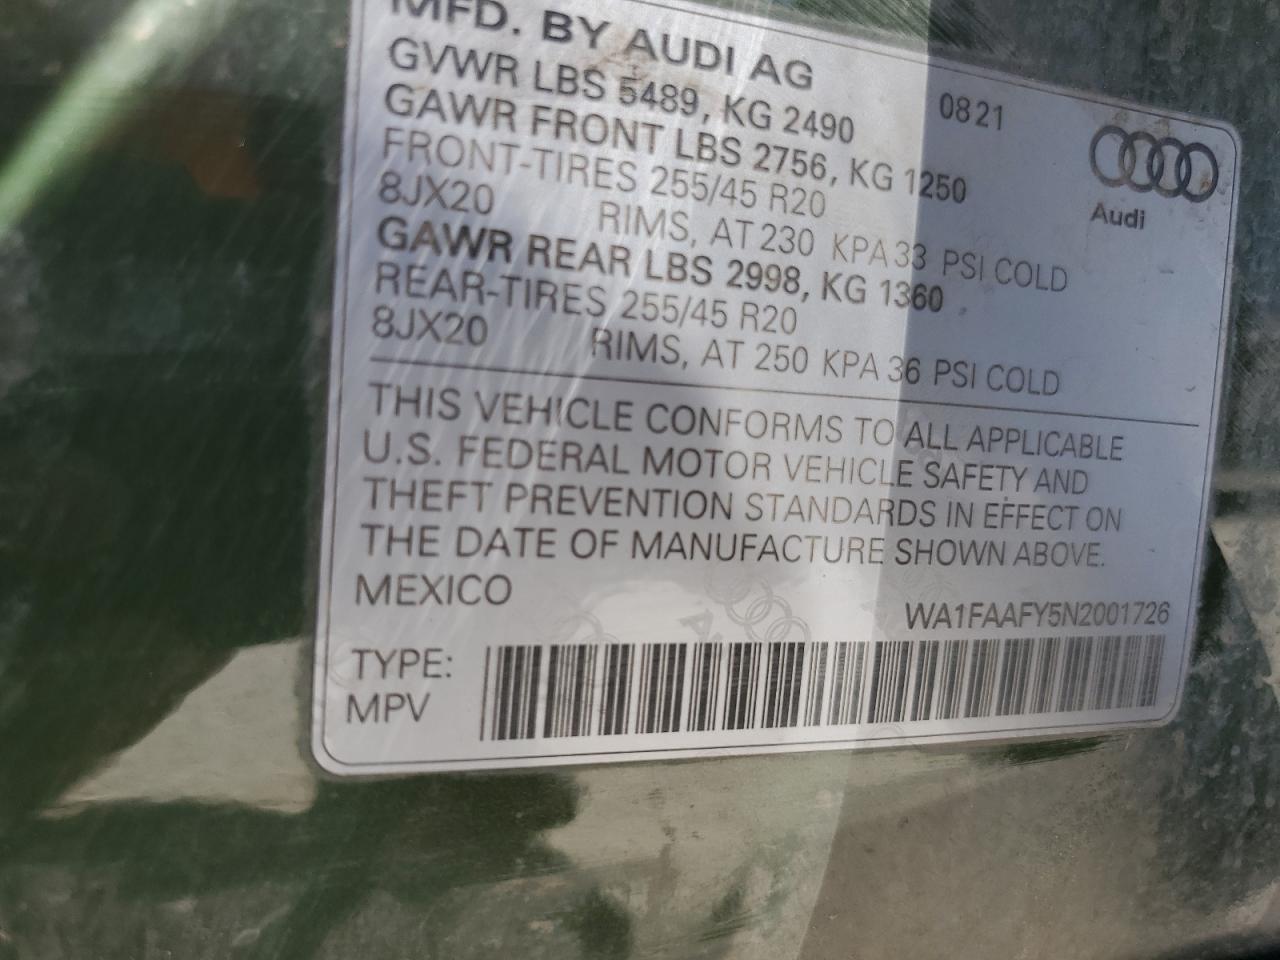 MFD. BY AUDI AG
08 21
GVWR LBS 5489, KG 2490
GAWR FRONT LBS 2756, KG 1250
FRONT-TIRES 255/45 R20
8JX20 RIMS, AT 230 KPA 33 PSI COLD
GAWR REAR LBS 2998, KG 1360
REAR-TIRES 255/45 R20
8JX20 RIMS, AT 250 KPA 36 PSI COLD
Audi
THIS VEHICLE CONFORMS TO ALL APPLICABLE
U.S. FEDERAL MOTOR VEHICLE SAFETY AND
THEFT PREVENTION STANDARDS IN EFFECT ON
THE DATE OF MANUFACTURE SHOWN ABOVE.
MEXICO
WA1FAAFY5N2001726
TYPE:
MPV